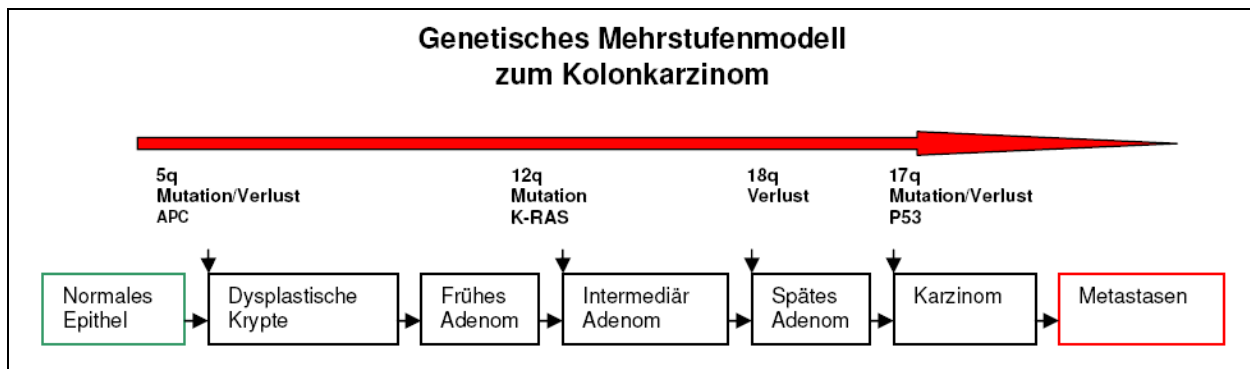 Genetisches Mehrstufenmodell
zum Kolonkarzinom
5q
Mutation/Verlust
APC
12q
Mutation
K-RAS
18q
Verlust
17q
Mutation/Verlust
P53
Normales
Epithel
Dysplastische
Krypte
Frühes
Adenom
Intermediär
Adenom
Spätes
Adenom
Karzinom
Metastasen